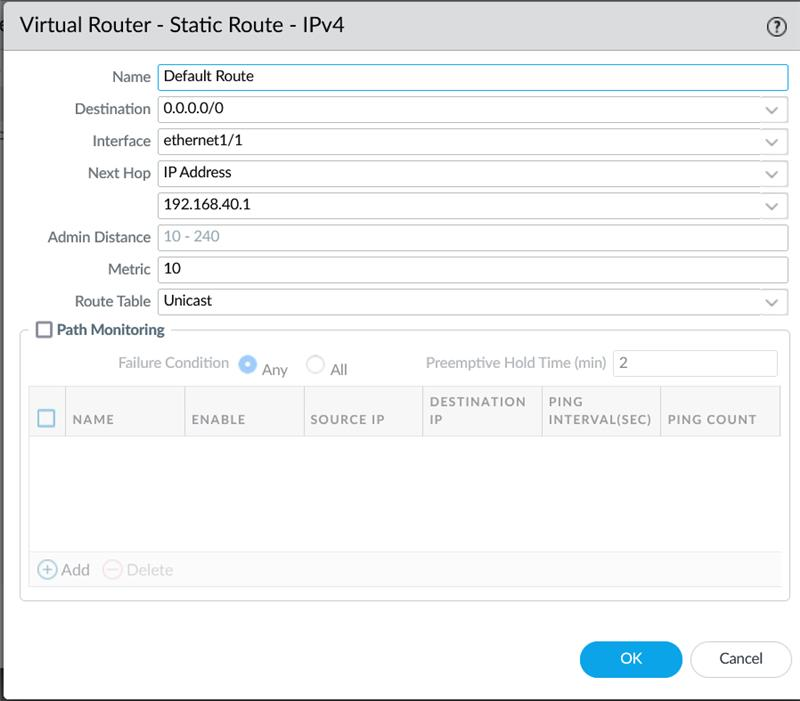 Virtual Router - Static Route - IPv4
?
Name Default Route
Destination 0.0.0.0/0
Interface ethernet1/1
Next Hop IP Address
192.168.40.1
Admin Distance 10 - 240
Metric 10
Route Table Unicast
Path Monitoring
Failure Condition Any All Preemptive Hold Time (min) 2
NAME ENABLE SOURCE IP DESTINATION IP PING INTERVAL(SEC) PING COUNT
Add Delete
OK Cancel